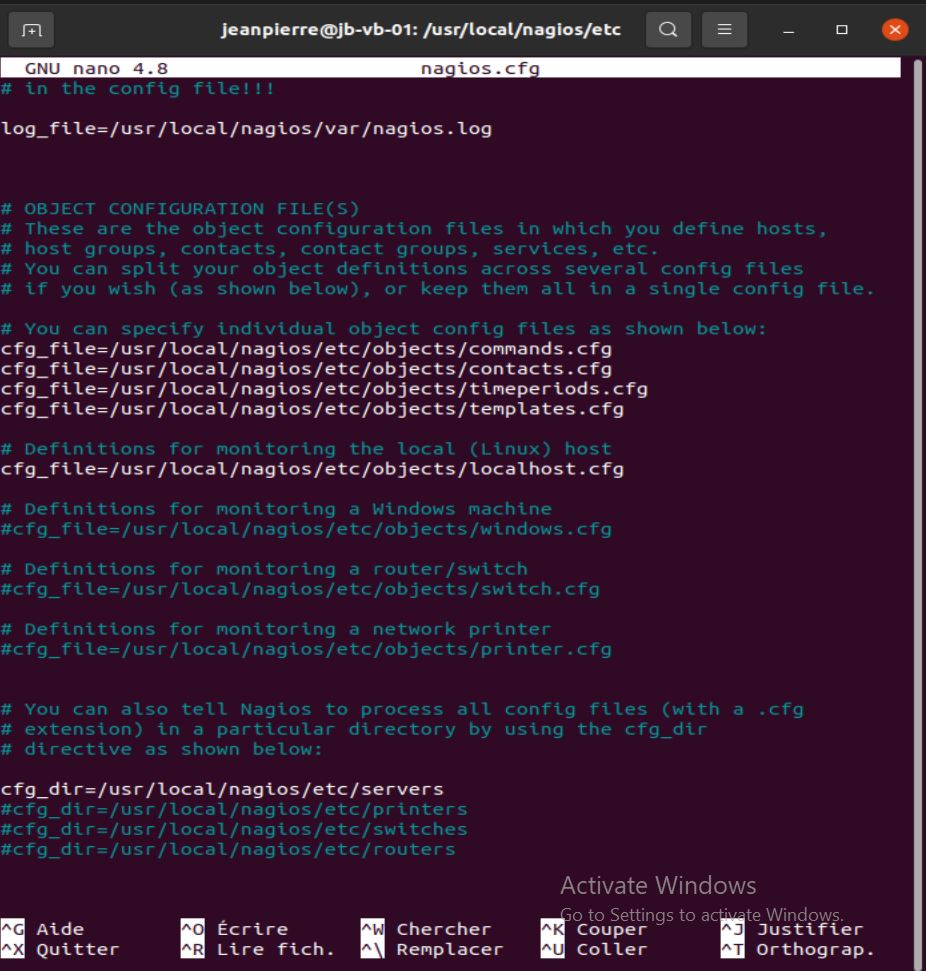 jeanpierre@jb-vb-01: /usr/local/nagios/etc
GNU nano 4.8 nagios.cfg
# in the config file!!!
log_file=/usr/local/nagios/var/nagios.log
# OBJECT CONFIGURATION FILE(S)
# These are the object configuration files in which you define hosts,
# host groups, contacts, contact groups, services, etc.
# You can split your object definitions across several config files
# if you wish (as shown below), or keep them all in a single config file.
# You can specify individual object config files as shown below:
cfg_file=/usr/local/nagios/etc/objects/commands.cfg
cfg_file=/usr/local/nagios/etc/objects/contacts.cfg
cfg_file=/usr/local/nagios/etc/objects/timeperiods.cfg
cfg_file=/usr/local/nagios/etc/objects/templates.cfg
# Definitions for monitoring the local (Linux) host
cfg_file=/usr/local/nagios/etc/objects/localhost.cfg
# Definitions for monitoring a Windows machine
#cfg_file=/usr/local/nagios/etc/objects/windows.cfg
# Definitions for monitoring a router/switch
#cfg_file=/usr/local/nagios/etc/objects/switch.cfg
# Definitions for monitoring a network printer
#cfg_file=/usr/local/nagios/etc/objects/printer.cfg
# You can also tell Nagios to process all config files (with a .cfg
# extension) in a particular directory by using the cfg_dir
# directive as shown below:
cfg_dir=/usr/local/nagios/etc/servers
#cfg_dir=/usr/local/nagios/etc/printers
#cfg_dir=/usr/local/nagios/etc/switches
#cfg_dir=/usr/local/nagios/etc/routers
Activate Windows
Go to Settings to activate Windows.
^G Aide ^O Écrire ^W Chercher ^K Couper ^J Justifier
^X Quitter ^R Lire fich. ^\ Remplacer ^U Coller ^T Orthograp.